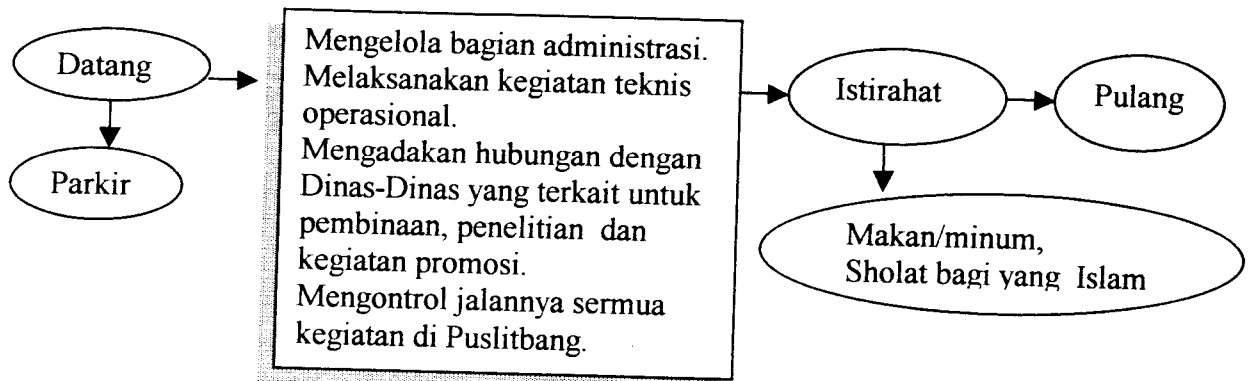 Datang
Parkir
Mengelola bagian administrasi.
Melaksanakan kegiatan teknis
operasional.
Mengadakan hubungan dengan
Dinas-Dinas yang terkait untuk
pembinaan, penelitian dan
kegiatan promosi.
Mengontrol jalannya sermua
kegiatan di Puslitbang.
Istirahat
Pulang
Makan/minum,
Sholat bagi yang Islam